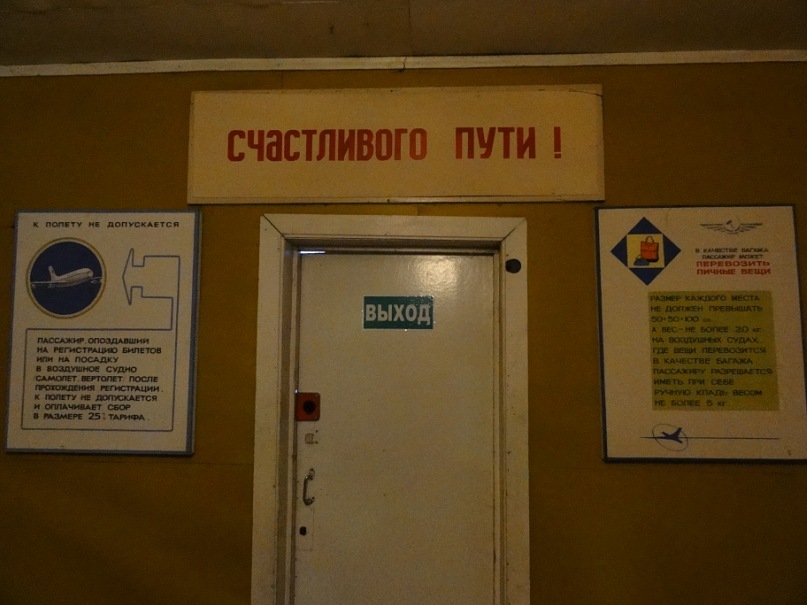 СЧАСТЛИВОГО ПУТИ !
К ПОЛЕТУ НЕ ДОПУСКАЕТСЯ
ПАССАЖИР, ОПОЗДАВШИЙ
НА РЕГИСТРАЦИЮ БИЛЕТОВ
ИЛИ НА ПОСАДКУ
В ВОЗДУШНОЕ СУДНО
САМОЛЕТ, ВЕРТОЛЕТ ПОСЛЕ
ПРОХОЖДЕНИЯ РЕГИСТРАЦИИ.
К ПОЛЕТУ НЕ ДОПУСКАЕТСЯ
И ОПЛАЧИВАЕТ СБОР
В РАЗМЕРЕ 25% ТАРИФА.
ВЫХОД
В КАЧЕСТВЕ БАГАЖА
ПАССАЖИР МОЖЕТ
ПЕРЕВОЗИТЬ
ЛИЧНЫЕ ВЕЩИ
РАЗМЕР КАЖДОГО МЕСТА
НЕ ДОЛЖЕН ПРЕВЫШАТЬ
50×50×100 см.
А ВЕС - НЕ БОЛЕЕ 20 кг.
НА ВОЗДУШНЫХ СУДАХ,
ГДЕ ВЕЩИ ПЕРЕВОЗИТСЯ
В КАЧЕСТВЕ БАГАЖА
ПАССАЖИРУ РАЗРЕШАЕТСЯ
ИМЕТЬ ПРИ СЕБЕ
РУЧНУЮ КЛАДЬ ВЕСОМ
НЕ БОЛЕЕ 5 кг